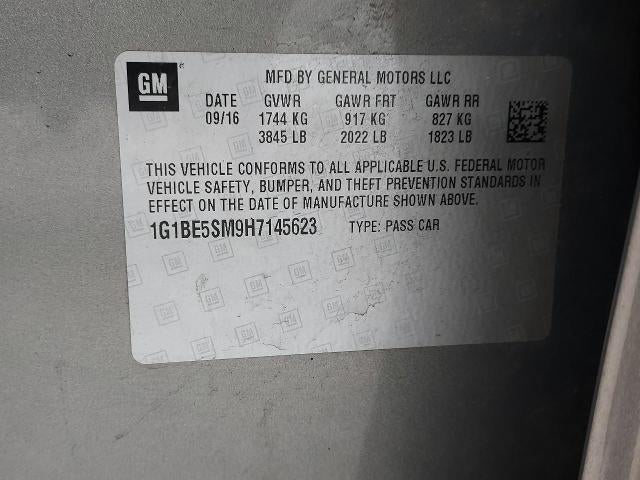 GM
MFD BY GENERAL MOTORS LLC
DATE GVWR GAWR FRT GAWR RR
09/16 1744 KG 917 KG 827 KG
3845 LB 2022 LB 1823 LB
THIS VEHICLE CONFORMS TO ALL APPLICABLE U.S. FEDERAL MOTOR
VEHICLE SAFETY, BUMPER, AND THEFT PREVENTION STANDARDS IN
EFFECT ON THE DATE OF MANUFACTURE SHOWN ABOVE.
1G1BE5SM9H7145623 TYPE: PASS CAR